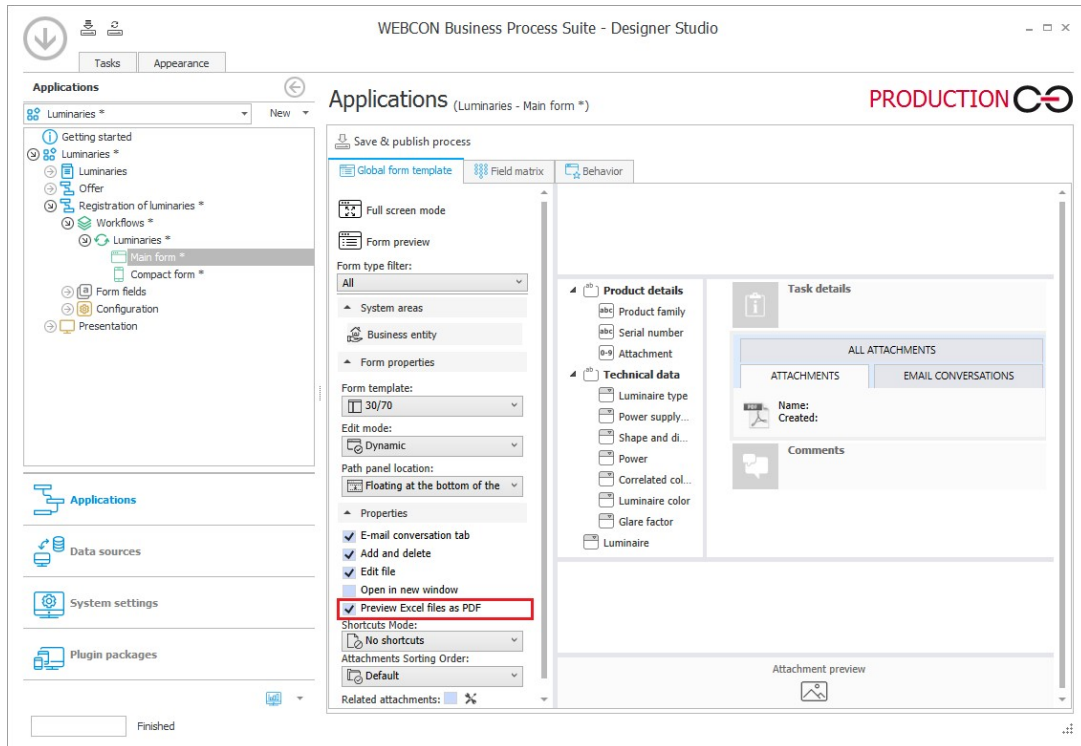 WEBCON Business Process Suite - Designer Studio
Tasks
Appearance
Applications
Luminaries *
New
Getting started
Luminaries *
Luminaries
Offer
Registration of luminaries *
Workflows *
Luminaries *
Main form *
Compact form *
Form fields
Configuration
Presentation
Applications
Data sources
System settings
Plugin packages
Finished
Applications (Luminaries - Main form *)
PRODUCTION
Save & publish process
Global form template
Field matrix
Behavior
Full screen mode
Form preview
Form type filter:
All
System areas
Business entity
Form properties
Form template:
30/70
Edit mode:
Dynamic
Path panel location:
Floating at the bottom of the
Properties
E-mail conversation tab
Add and delete
Edit file
Open in new window
Preview Excel files as PDF
Shortcuts Mode:
No shortcuts
Attachments Sorting Order:
Default
Related attachments:
Product details
abc Product family
abc Serial number
0-9 Attachment
Technical data
Luminaire type
Power supply...
Shape and di...
Power
Correlated col...
Luminaire color
Glare factor
Luminaire
Task details
ALL ATTACHMENTS
ATTACHMENTS
EMAIL CONVERSATIONS
PDF
Name:
Created:
Comments
Attachment preview